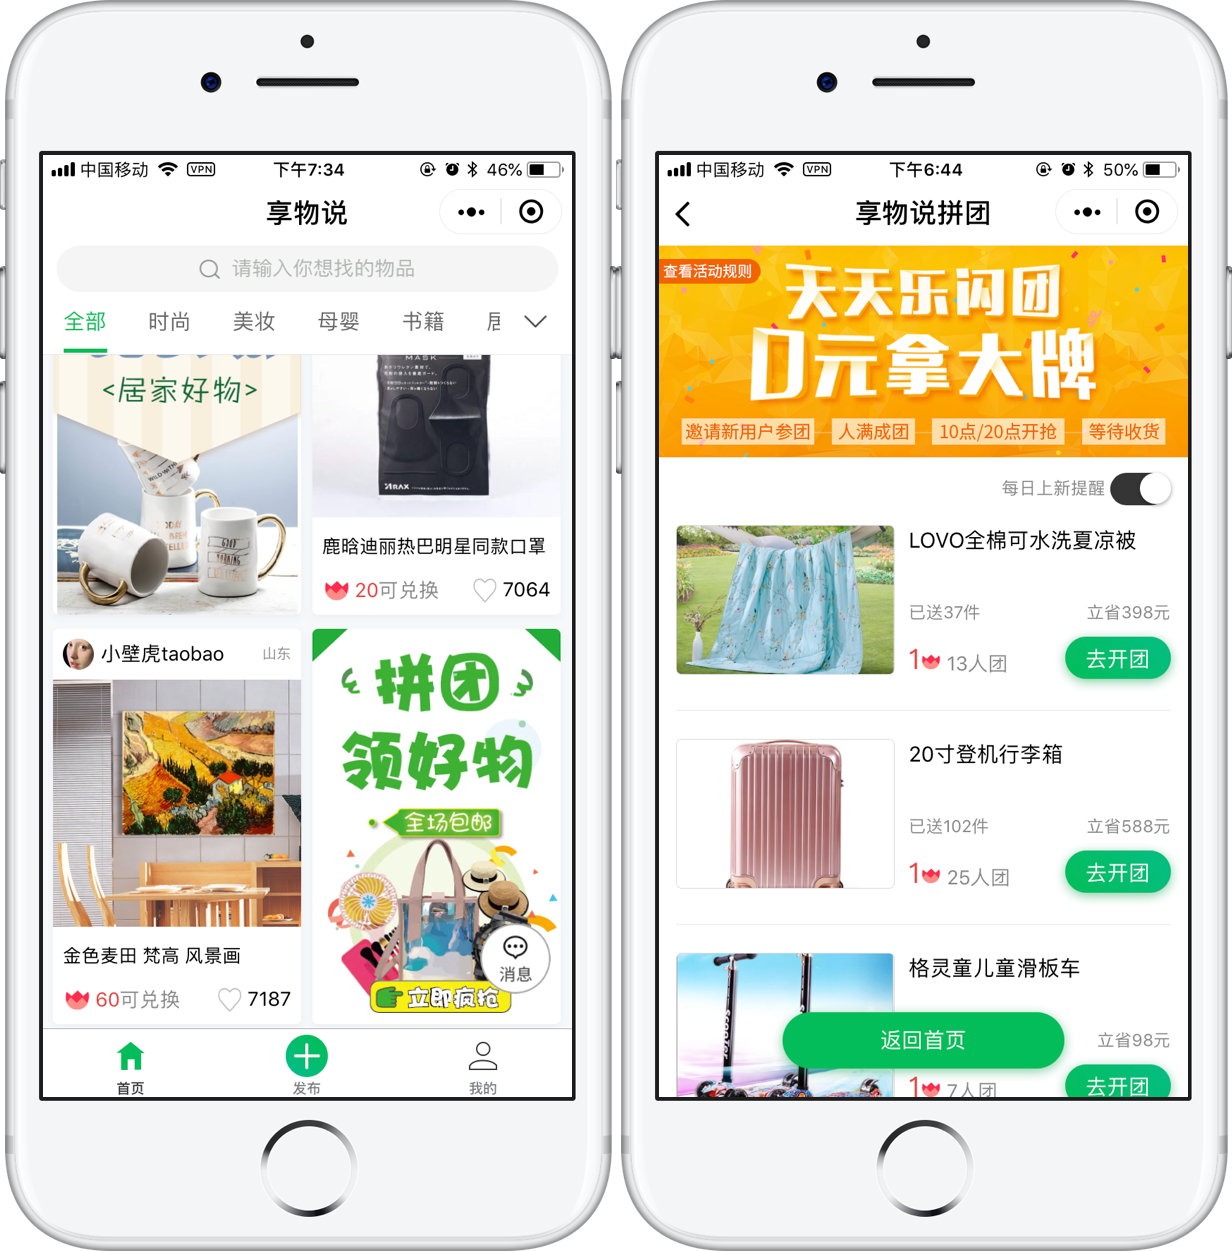 中国移动 VPN 下午7:34 46%
享物说
请输入你想找的物品
全部 时尚 美妆 母婴 书籍
<居家好物>
MASK
ARAX
鹿晗迪丽热巴明星同款口罩
20可兑换 7064
小壁虎taobao 山东
金色麦田 梵高 风景画
60可兑换 7187
拼团
领好物
全场包邮
立即疯抢
消息
首页 发布 我的
中国移动 VPN 下午6:44 50%
享物说拼团
查看活动规则
天天乐闪团
0元拿大牌
邀请新用户参团 人满成团 10点/20点开抢 等待收货
每日上新提醒
LOVO全棉可水洗夏凉被
已送37件 立省398元
1 13人团 去开团
20寸登机行李箱
已送102件 立省588元
1 25人团 去开团
格灵童儿童滑板车
Scooter
返回首页
立省98元
1 7人团 去开团